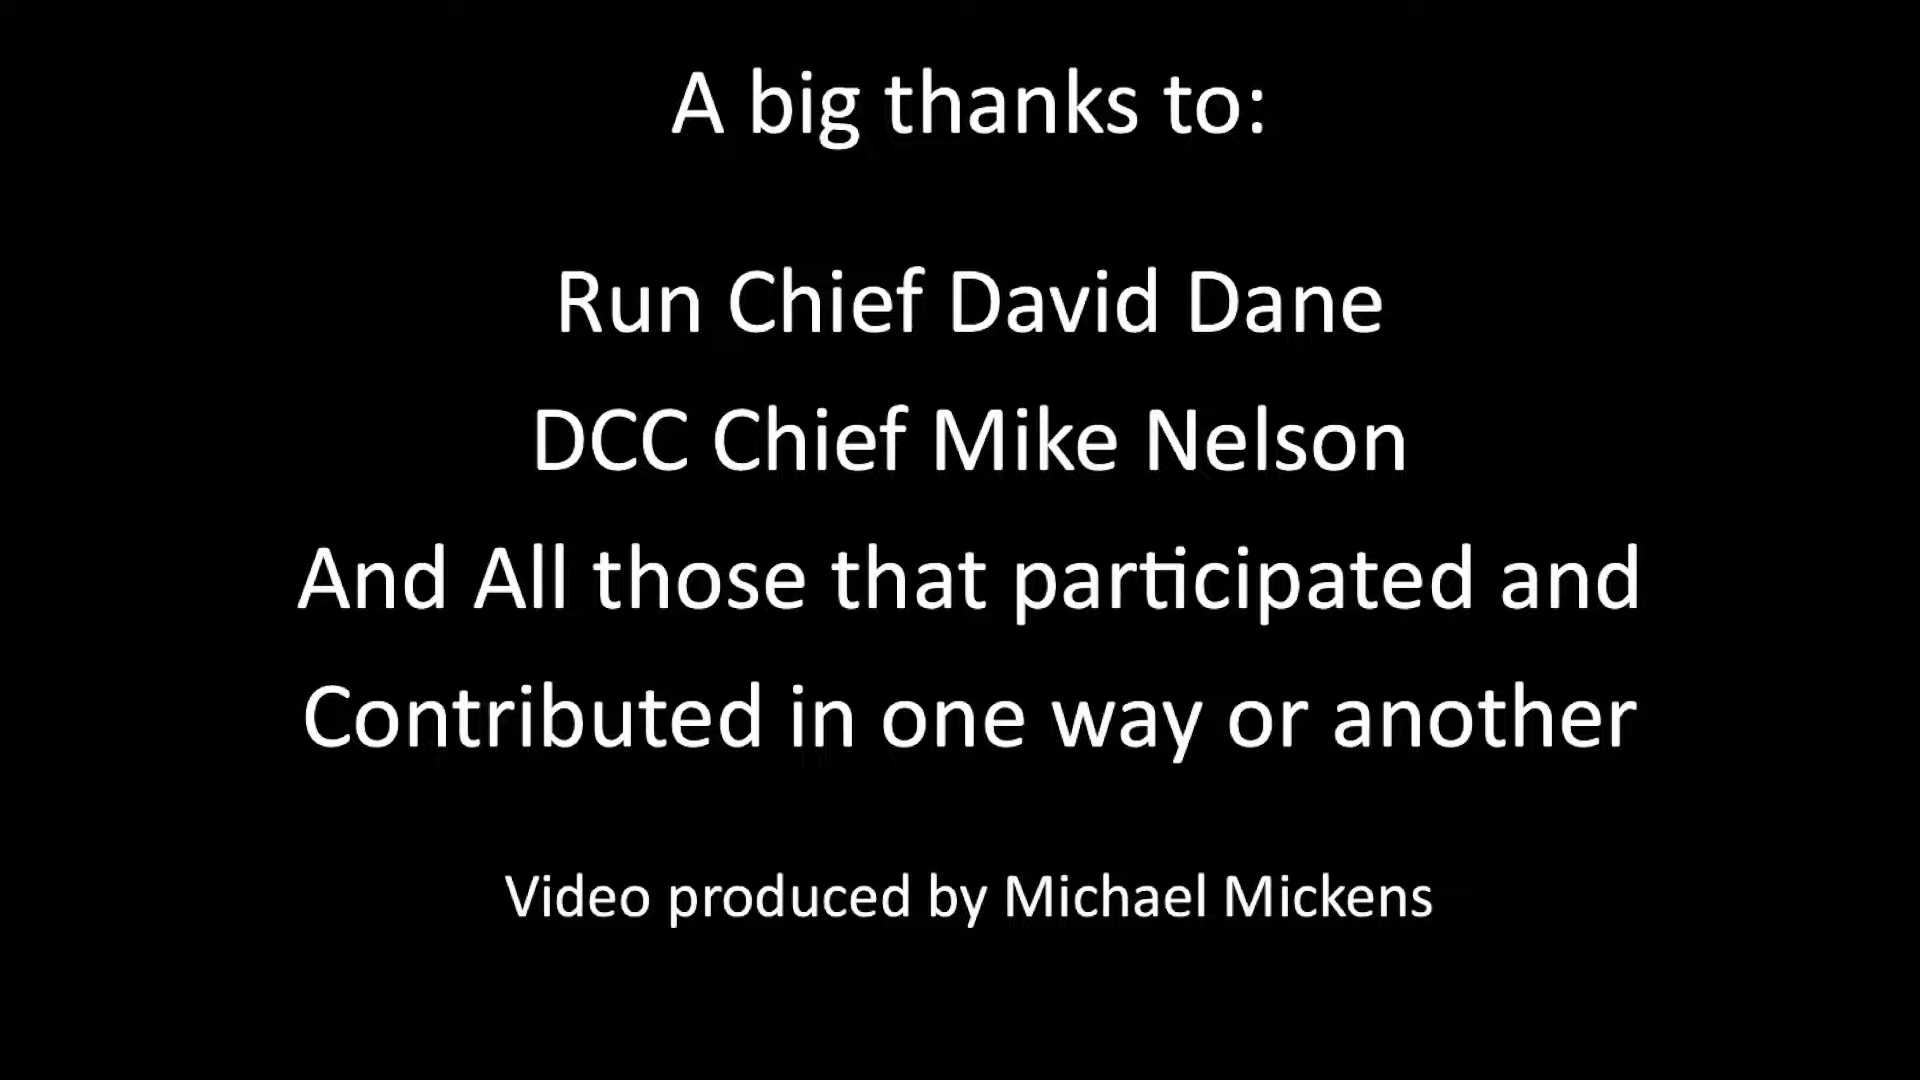 A big thanks to:
Run Chief David Dane
DCC Chief Mike Nelson
And All those that participated and
Contributed in one way or another
Video produced by Michael Mickens